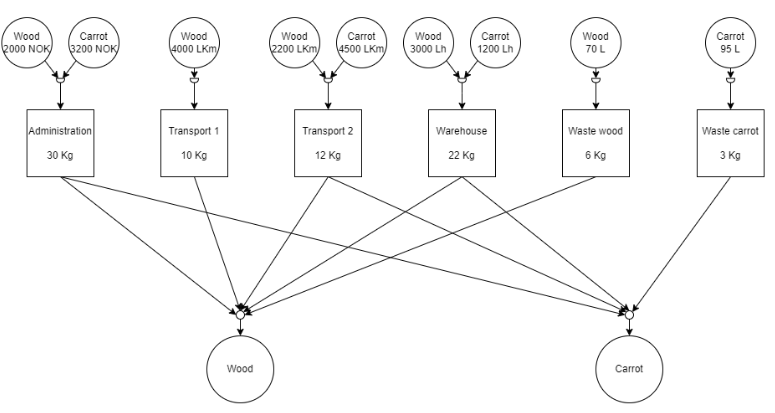 Wood
2000 NOK
Carrot
3200 NOK
Wood
4000 LKm
Wood
2200 LKm
Carrot
4500 LKm
Wood
3000 Lh
Carrot
1200 Lh
Wood
70 L
Carrot
95 L
Administration
30 Kg
Transport 1
10 Kg
Transport 2
12 Kg
Warehouse
22 Kg
Waste wood
6 Kg
Waste carrot
3 Kg
Wood
Carrot